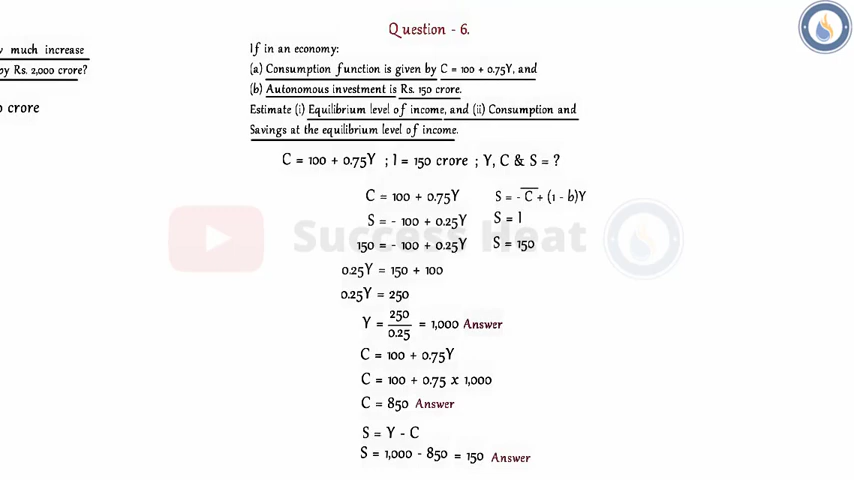 Question - 6.
much increase
by Rs. 2,000 crore?
crore
If in an economy:
(a) Consumption function is given by C = 100 + 0.75Y, and
(b) Autonomous investment is Rs. 150 crore.
Estimate (i) Equilibrium level of income, and (ii) Consumption and
Savings at the equilibrium level of income.
C = 100 + 0.75Y ; I = 150 crore ; Y, C & S = ?
C = 100 + 0.75Y
S = - C̅ + (1 - b)Y
S = - 100 + 0.25Y
S = I
150 = - 100 + 0.25Y
S = 150
Success Heat
0.25Y = 150 + 100
0.25Y = 250
Y = 250/0.25 = 1,000 Answer
C = 100 + 0.75Y
C = 100 + 0.75 x 1,000
C = 850 Answer
S = Y - C
S = 1,000 - 850 = 150 Answer